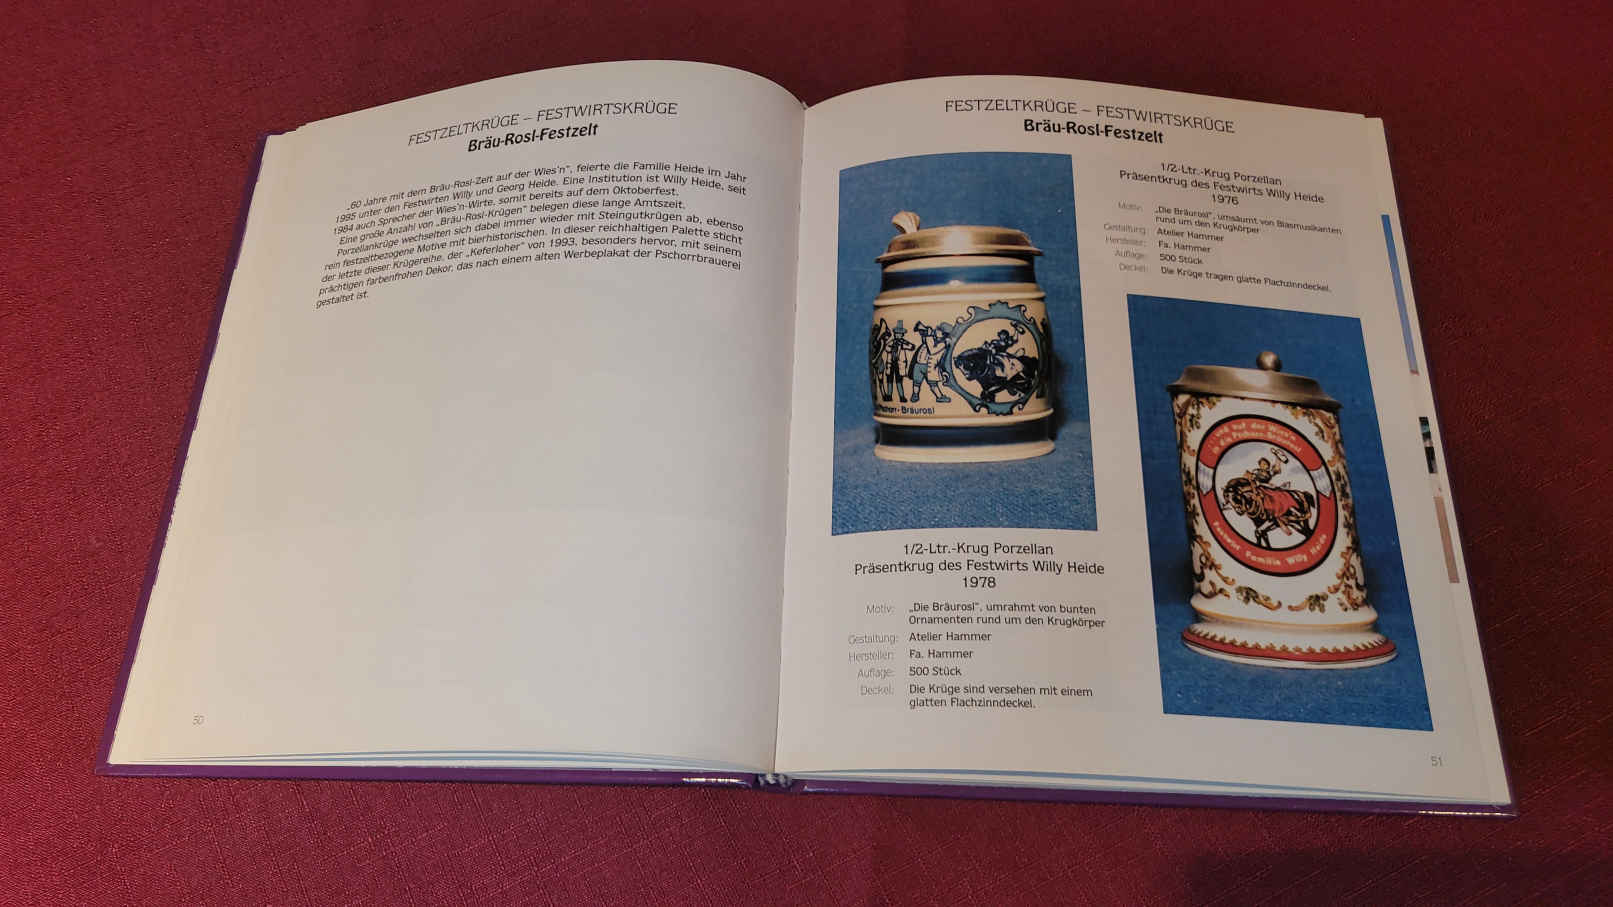 FESTZELTKRÜGE – FESTWIRTSKRÜGE
Bräu-Rosl-Festzelt
„60 Jahre mit dem Bräu-Rosl-Zelt auf der Wies'n", feierte die Familie Heide im Jahr
1995 unter den Festwirten Willy und Georg Heide. Eine Institution ist Willy Heide, seit
1984 auch Sprecher der Wies'n-Wirte, somit bereits auf dem Oktoberfest.
Eine große Anzahl von „Bräu-Rosl-Krügen" belegen diese lange Amtszeit.
Porzellankrüge wechselten sich dabei immer wieder mit Steingutkrügen ab, ebenso
rein festzeltbezogene Motive mit bierhistorischen. In dieser reichhaltigen Palette sticht
der letzte dieser Krügereihe, der „Keferloher" von 1993, besonders hervor, mit seinem
prächtigen farbenfrohen Dekor, das nach einem alten Werbeplakat der Pschorrbrauerei
gestaltet ist.
50
FESTZELTKRÜGE – FESTWIRTSKRÜGE
Bräu-Rosl-Festzelt
1/2-Ltr.-Krug Porzellan
Präsentkrug des Festwirts Willy Heide
1976
Motiv: „Die Bräurosl", umsäumt von Blasmusikanten
rund um den Krugkörper
Gestaltung: Atelier Hammer
Hersteller: Fa. Hammer
Auflage: 500 Stück
Deckel: Die Krüge tragen glatte Flachzinndeckel.
-Bräurosl
... und auf der Wies'n
in die Pschorr-Bräurosl
Festwirt Familie Willy Heide
1/2-Ltr.-Krug Porzellan
Präsentkrug des Festwirts Willy Heide
1978
Motiv: „Die Bräurosl", umrahmt von bunten
Ornamenten rund um den Krugkörper
Gestaltung: Atelier Hammer
Hersteller: Fa. Hammer
Auflage: 500 Stück
Deckel: Die Krüge sind versehen mit einem
glatten Flachzinndeckel.
51